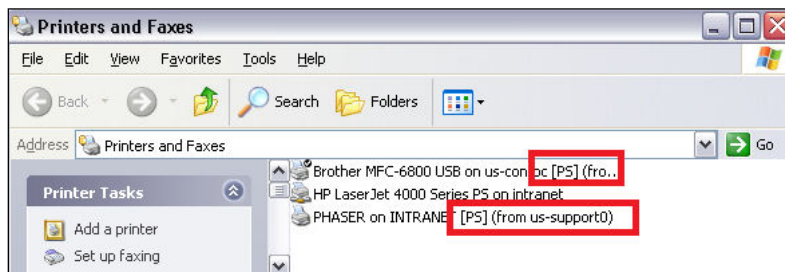 Printers and Faxes
File Edit View Favorites Tools Help
Back Search Folders
Address Printers and Faxes Go
Brother MFC-6800 USB on us-con oc [PS] (fro..
Printer Tasks
HP LaserJet 4000 Series PS on intranet
PHASER on INTRANET [PS] (from us-support0)
Add a printer
Set up faxing